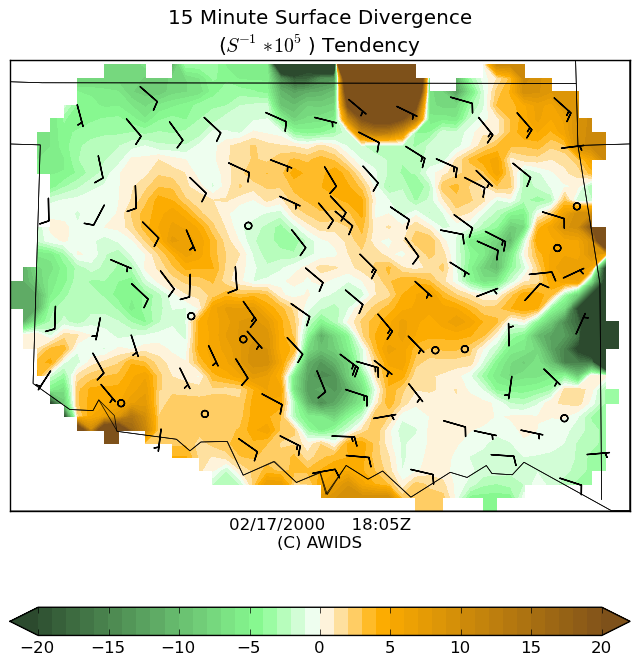 15 Minute Surface Divergence
(S⁻¹ *10⁵ ) Tendency
02/17/2000 18:05Z
(C) AWIDS
−20 −15 −10 −5 0 5 10 15 20